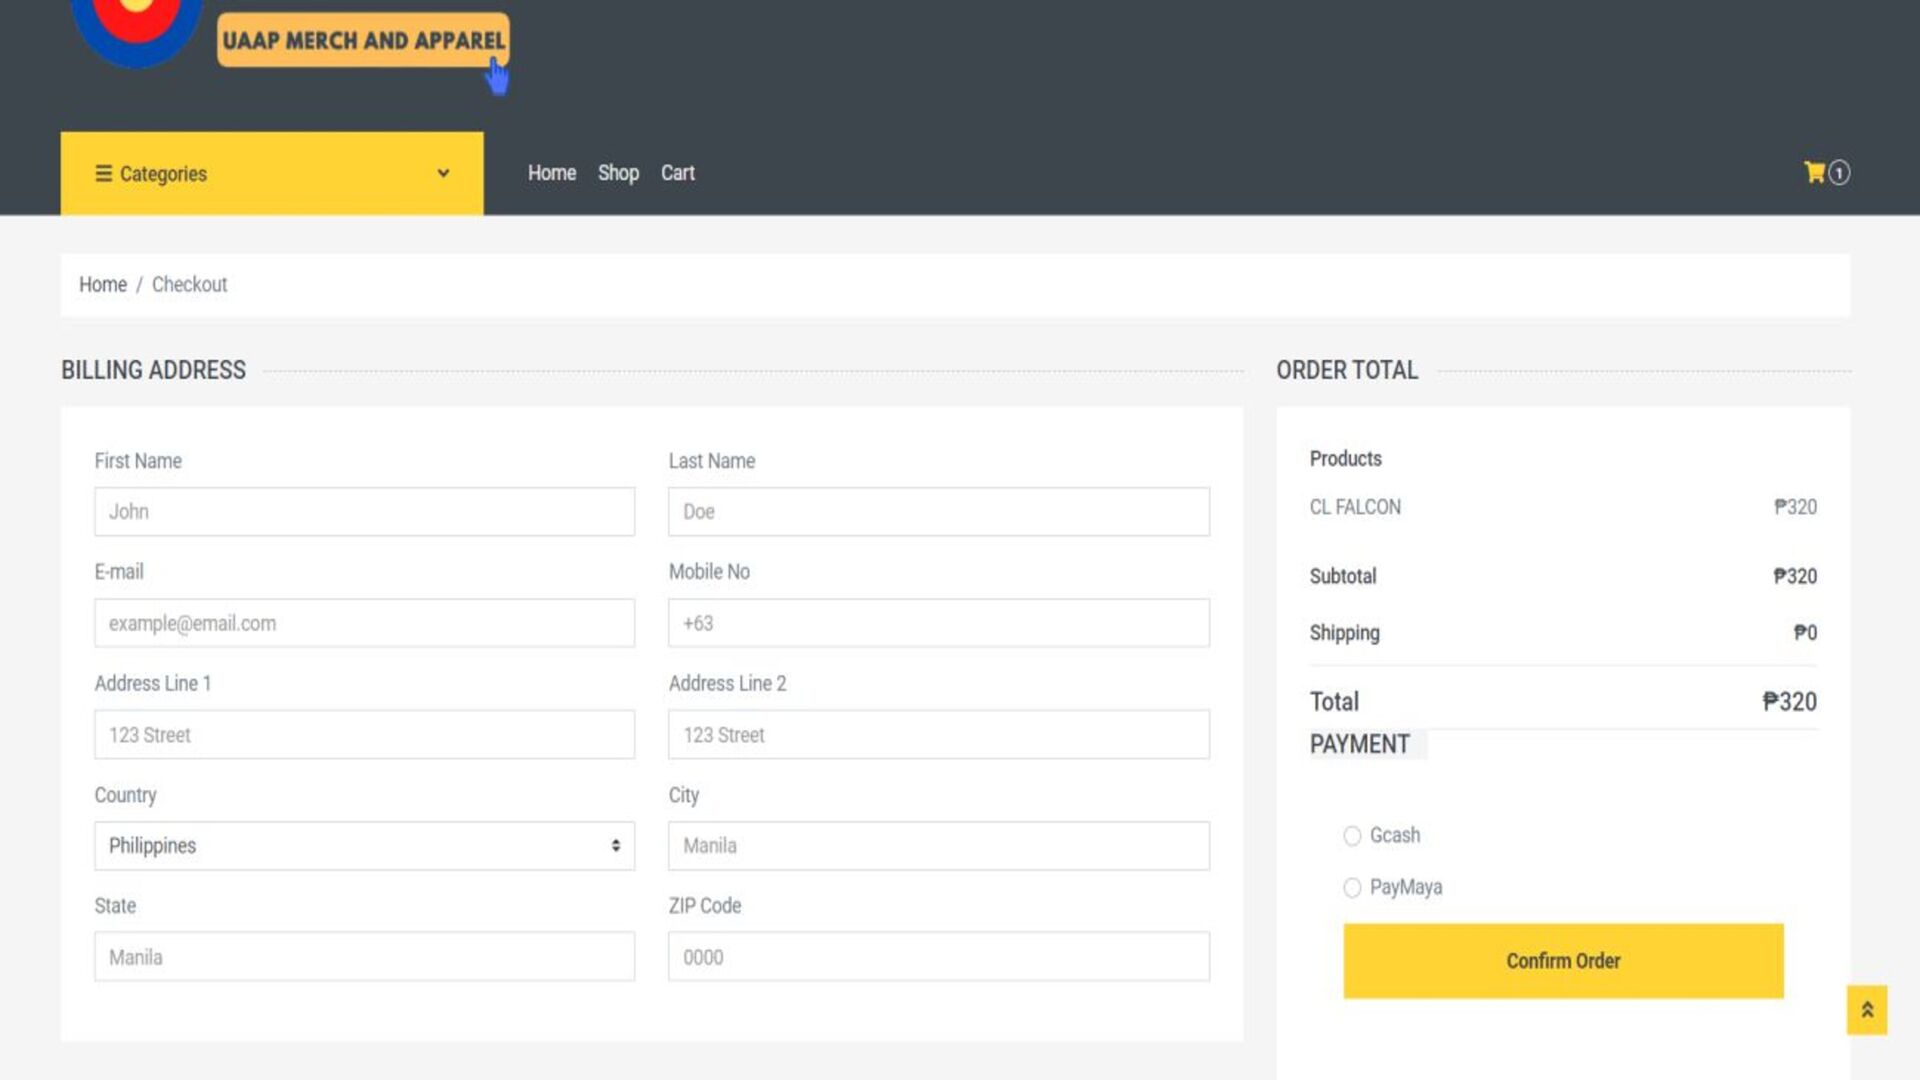 UAAP MERCH AND APPAREL
Categories
Home Shop Cart
1
Home / Checkout
BILLING ADDRESS
First Name Last Name
John Doe
E-mail Mobile No
example@email.com +63
Address Line 1 Address Line 2
123 Street 123 Street
Country City
Philippines Manila
State ZIP Code
Manila 0000
ORDER TOTAL
Products
CL FALCON ₱320
Subtotal ₱320
Shipping ₱0
Total ₱320
PAYMENT
Gcash
PayMaya
Confirm Order